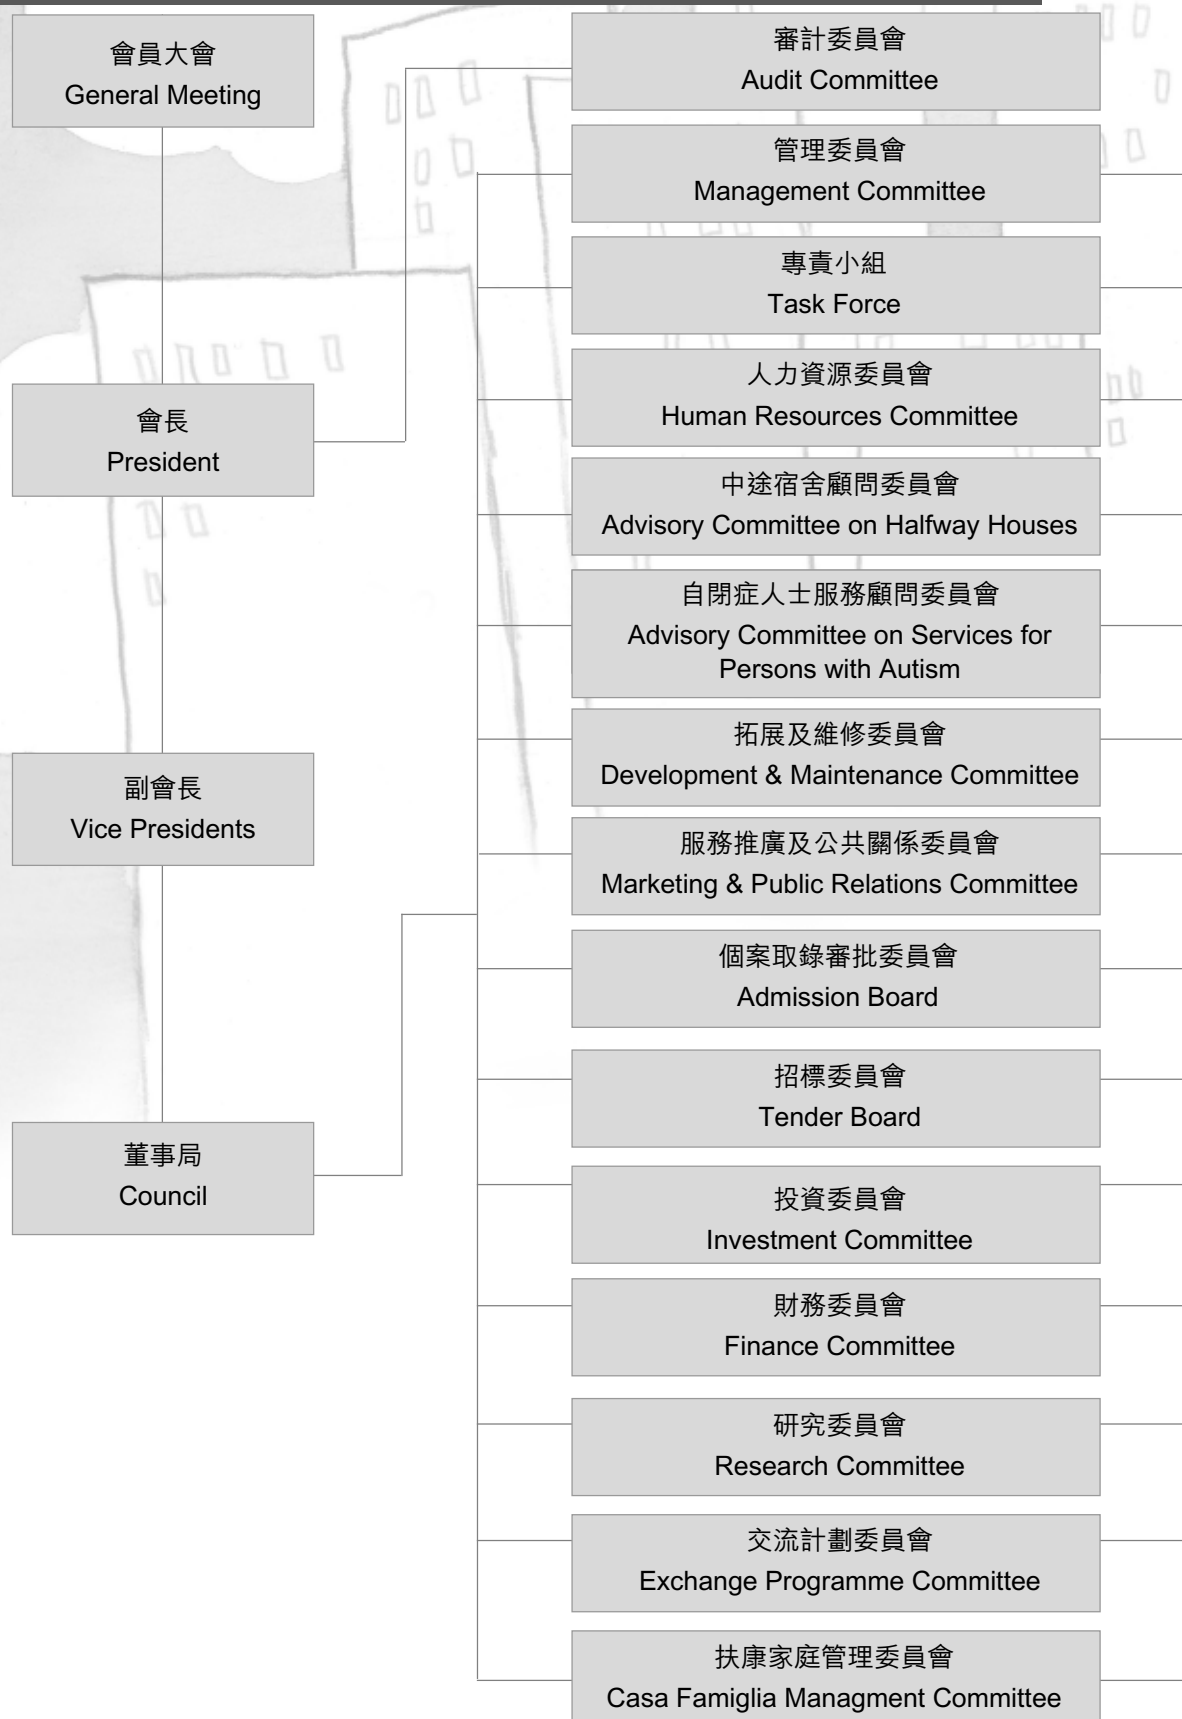 會員大會
General Meeting
會長
President
副會長
Vice Presidents
董事局
Council
審計委員會
Audit Committee
管理委員會
Management Committee
專責小組
Task Force
人力資源委員會
Human Resources Committee
中途宿舍顧問委員會
Advisory Committee on Halfway Houses
自閉症人士服務顧問委員會
Advisory Committee on Services for
Persons with Autism
拓展及維修委員會
Development & Maintenance Committee
服務推廣及公共關係委員會
Marketing & Public Relations Committee
個案取錄審批委員會
Admission Board
招標委員會
Tender Board
投資委員會
Investment Committee
財務委員會
Finance Committee
研究委員會
Research Committee
交流計劃委員會
Exchange Programme Committee
扶康家庭管理委員會
Casa Famiglia Managment Committee